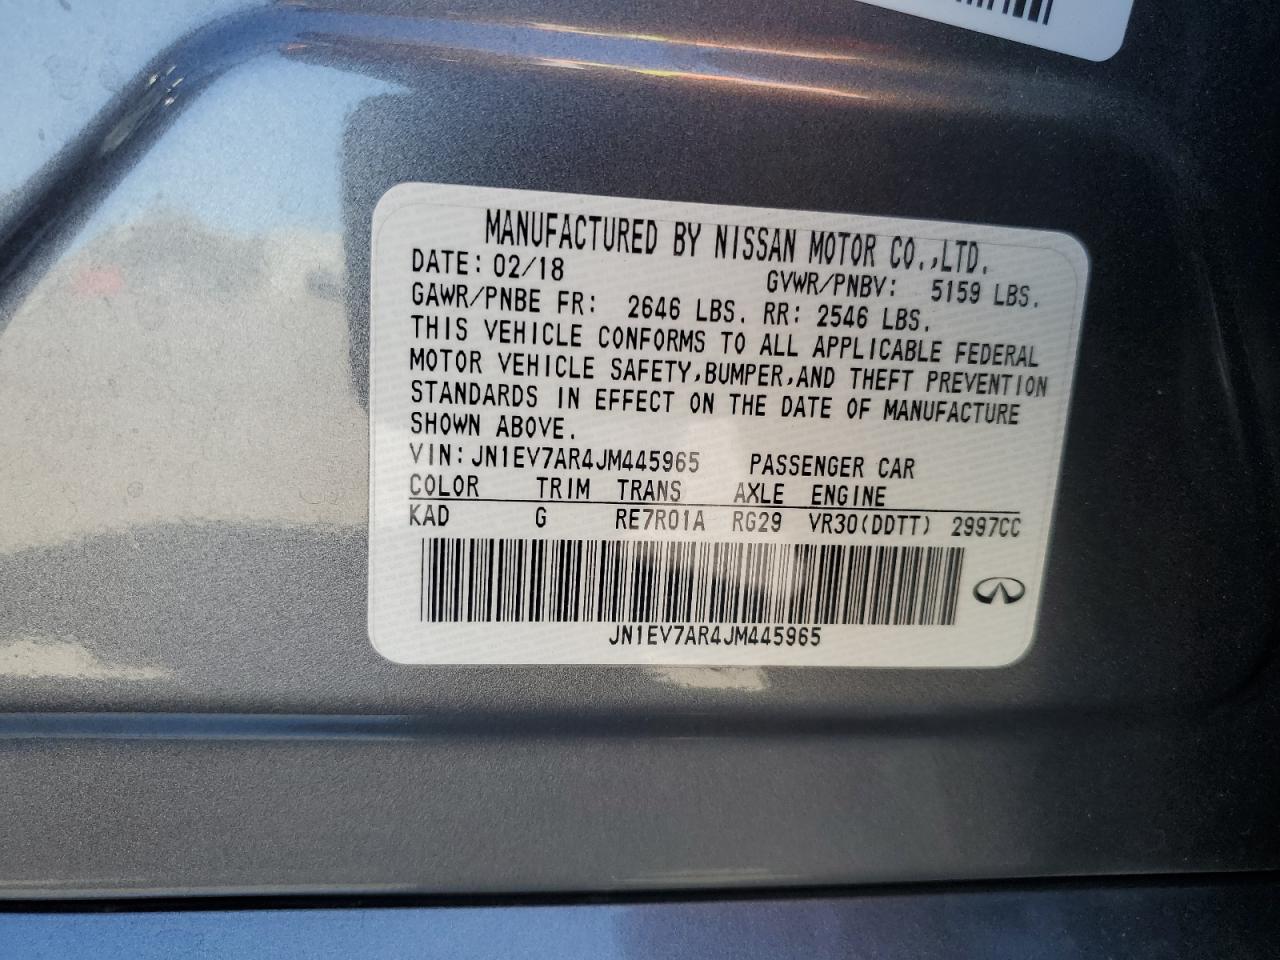 MANUFACTURED BY NISSAN MOTOR CO.,LTD.
DATE: 02/18 GVWR/PNBV: 5159 LBS.
GAWR/PNBE FR: 2646 LBS. RR: 2546 LBS.
THIS VEHICLE CONFORMS TO ALL APPLICABLE FEDERAL
MOTOR VEHICLE SAFETY,BUMPER,AND THEFT PREVENTION
STANDARDS IN EFFECT ON THE DATE OF MANUFACTURE
SHOWN ABOVE.
VIN:JN1EV7AR4JM445965 PASSENGER CAR
COLOR TRIM TRANS AXLE ENGINE
KAD G RE7R01A RG29 VR30(DDTT) 2997CC
JN1EV7AR4JM445965